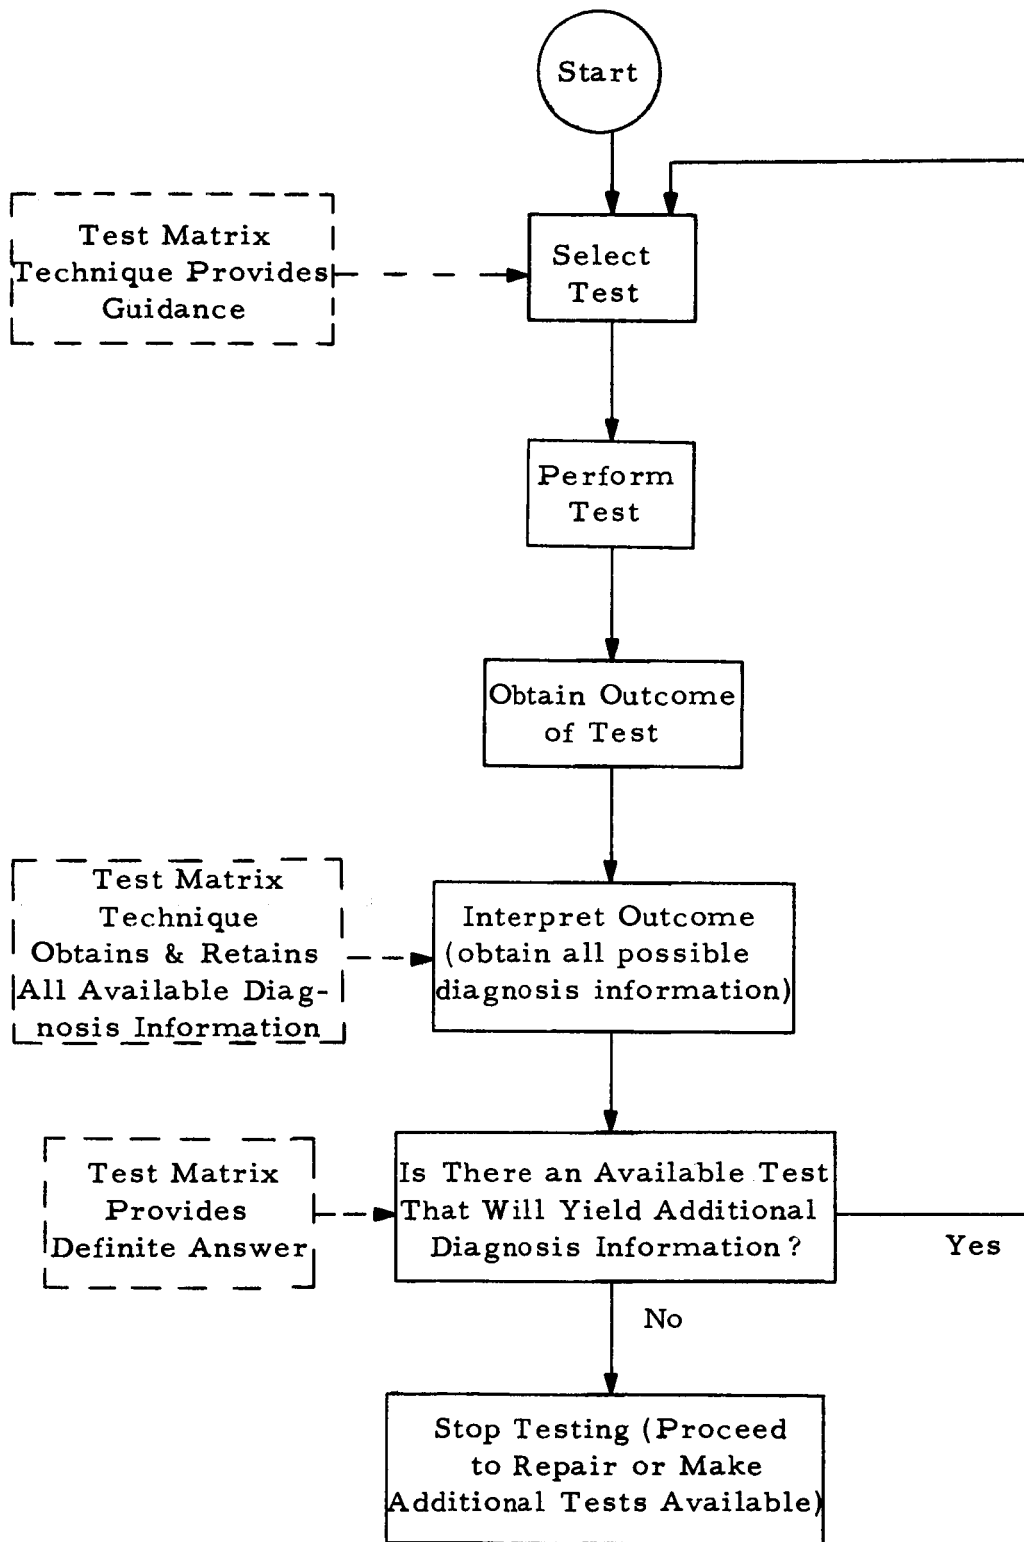 Start
Test Matrix
Technique Provides
Guidance
Select
Test
Perform
Test
Obtain Outcome
of Test
Test Matrix
Technique
Obtains & Retains
All Available Diag-
nosis Information
Interpret Outcome
(obtain all possible
diagnosis information)
Test Matrix
Provides
Definite Answer
Is There an Available Test
That Will Yield Additional
Diagnosis Information?
Yes
No
Stop Testing (Proceed
to Repair or Make
Additional Tests Available)